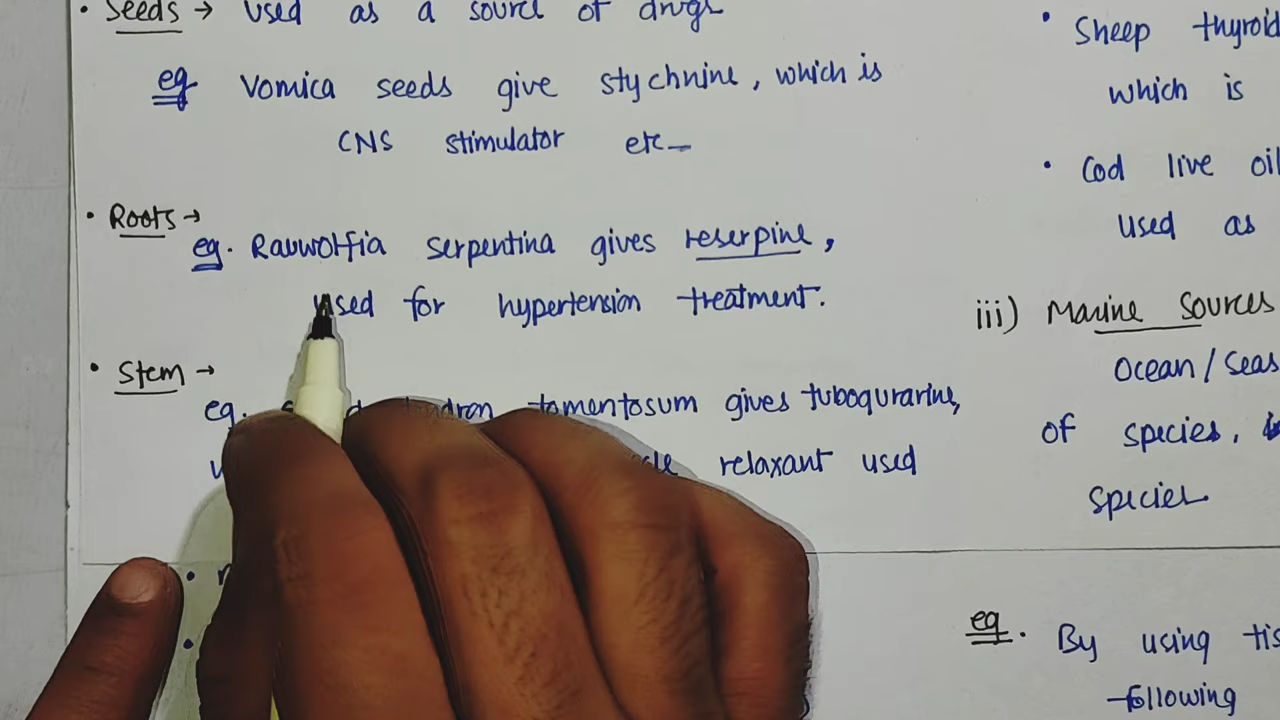 • Seeds → Used as a source of drugs
eg Vomica seeds give stychnine, which is
CNS stimulator etc-
• Roots →
eg. Rauwolfia serpentina gives reserpine,
used for hypertension treatment.
• Stem →
eg. tomentosum gives tuboqurarine,
relaxant used
• Sheep thyroid
which is
• Cod live oil
used as
iii) Marine Sources
Ocean/Seas
of species,
species
eg. By using
following